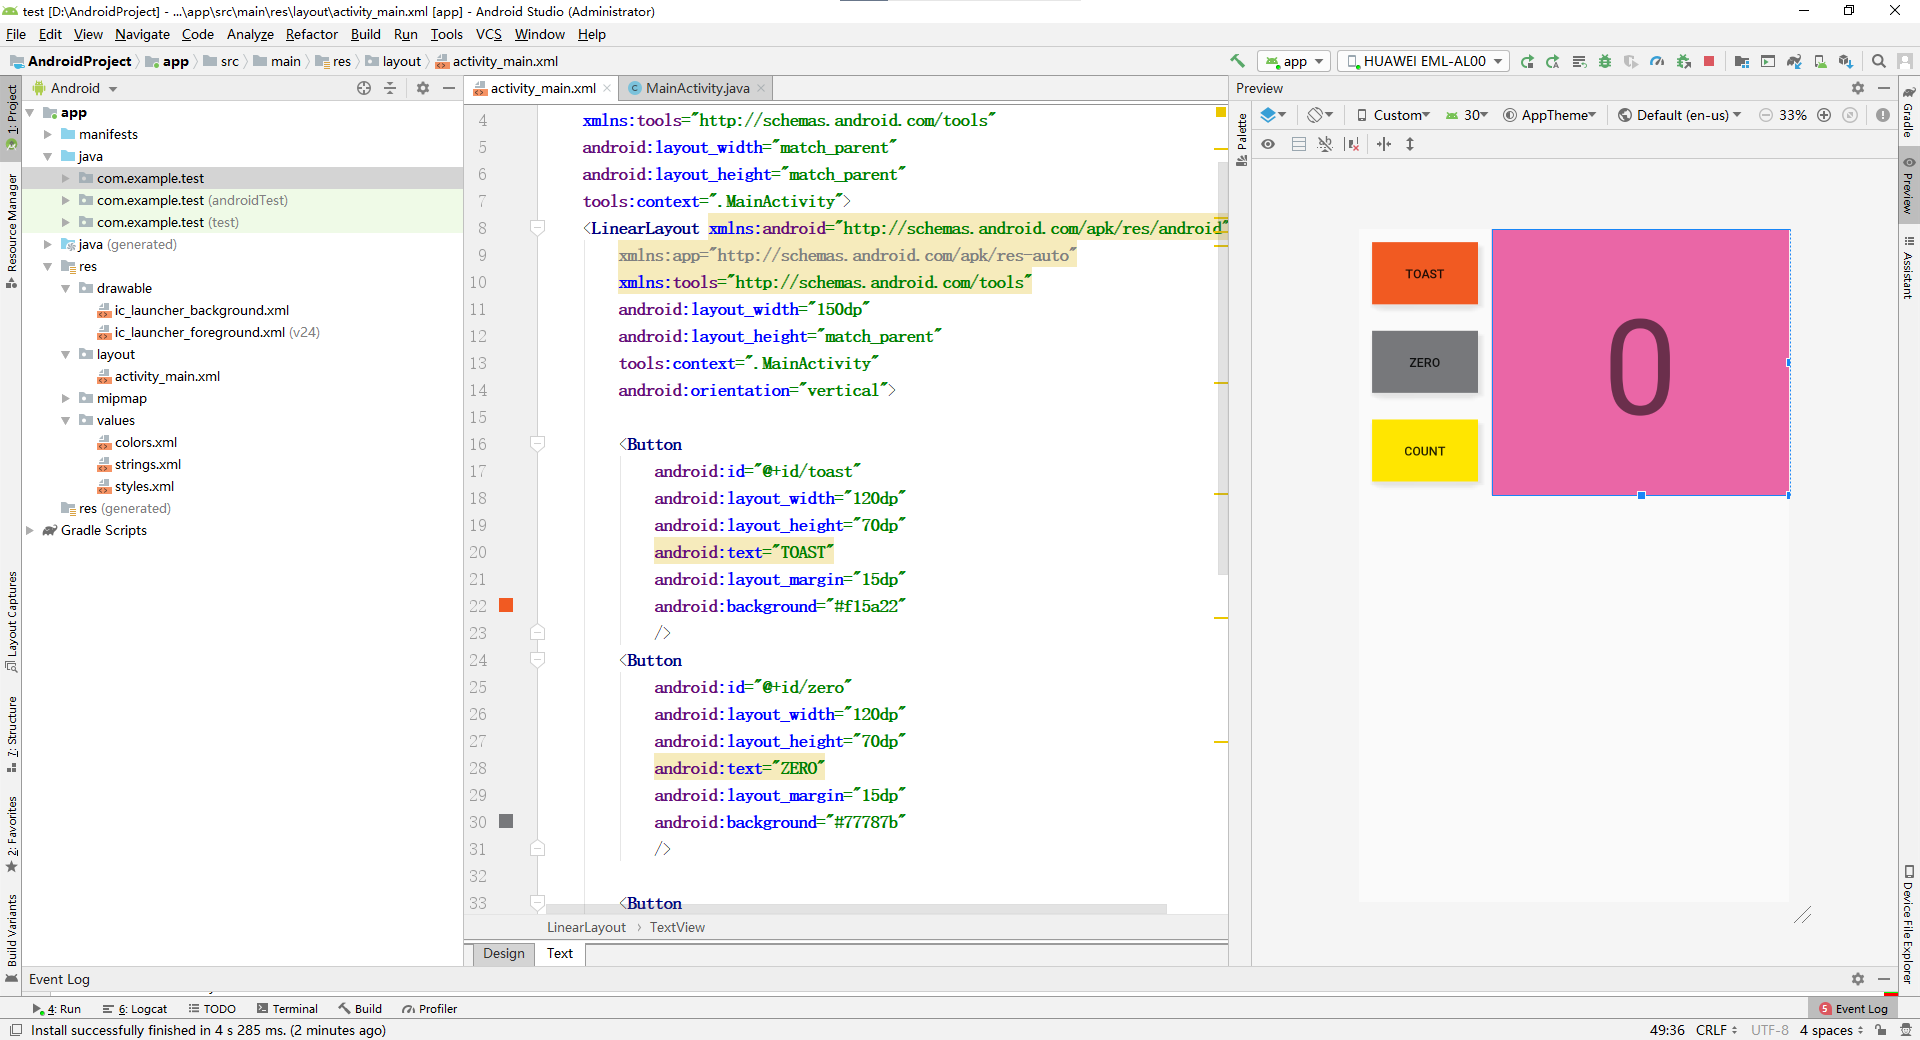 test [D:\AndroidProject] - ...\app\src\main\res\layout\activity_main.xml [app] - Android Studio (Administrator)
File Edit View Navigate Code Analyze Refactor Build Run Tools VCS Window Help
AndroidProject app src main res layout activity_main.xml
app HUAWEI EML-AL00
1: Project
Resource Manager
Layout Captures
7: Structure
2: Favorites
Build Variants
Android
app
manifests
java
com.example.test
com.example.test (androidTest)
com.example.test (test)
java (generated)
res
drawable
ic_launcher_background.xml
ic_launcher_foreground.xml (v24)
layout
activity_main.xml
mipmap
values
colors.xml
strings.xml
styles.xml
res (generated)
Gradle Scripts
activity_main.xml MainActivity.java
4 xmlns:tools="http://schemas.android.com/tools"
5 android:layout_width="match_parent"
6 android:layout_height="match_parent"
7 tools:context=".MainActivity">
8 <LinearLayout xmlns:android="http://schemas.android.com/apk/res/android"
9 xmlns:app="http://schemas.android.com/apk/res-auto"
10 xmlns:tools="http://schemas.android.com/tools"
11 android:layout_width="150dp"
12 android:layout_height="match_parent"
13 tools:context=".MainActivity"
14 android:orientation="vertical">
15
16 <Button
17 android:id="@+id/toast"
18 android:layout_width="120dp"
19 android:layout_height="70dp"
20 android:text="TOAST"
21 android:layout_margin="15dp"
22 android:background="#f15a22"
23 />
24 <Button
25 android:id="@+id/zero"
26 android:layout_width="120dp"
27 android:layout_height="70dp"
28 android:text="ZERO"
29 android:layout_margin="15dp"
30 android:background="#77787b"
31 />
32
33 <Button
LinearLayout › TextView
Design Text
Preview
Palette
Custom 30 AppTheme Default (en-us) 33%
TOAST
ZERO
COUNT
0
Gradle
Preview
Assistant
Device File Explorer
Event Log
4: Run 6: Logcat TODO Terminal Build Profiler
5 Event Log
Install successfully finished in 4 s 285 ms. (2 minutes ago)
49:36 CRLF UTF-8 4 spaces